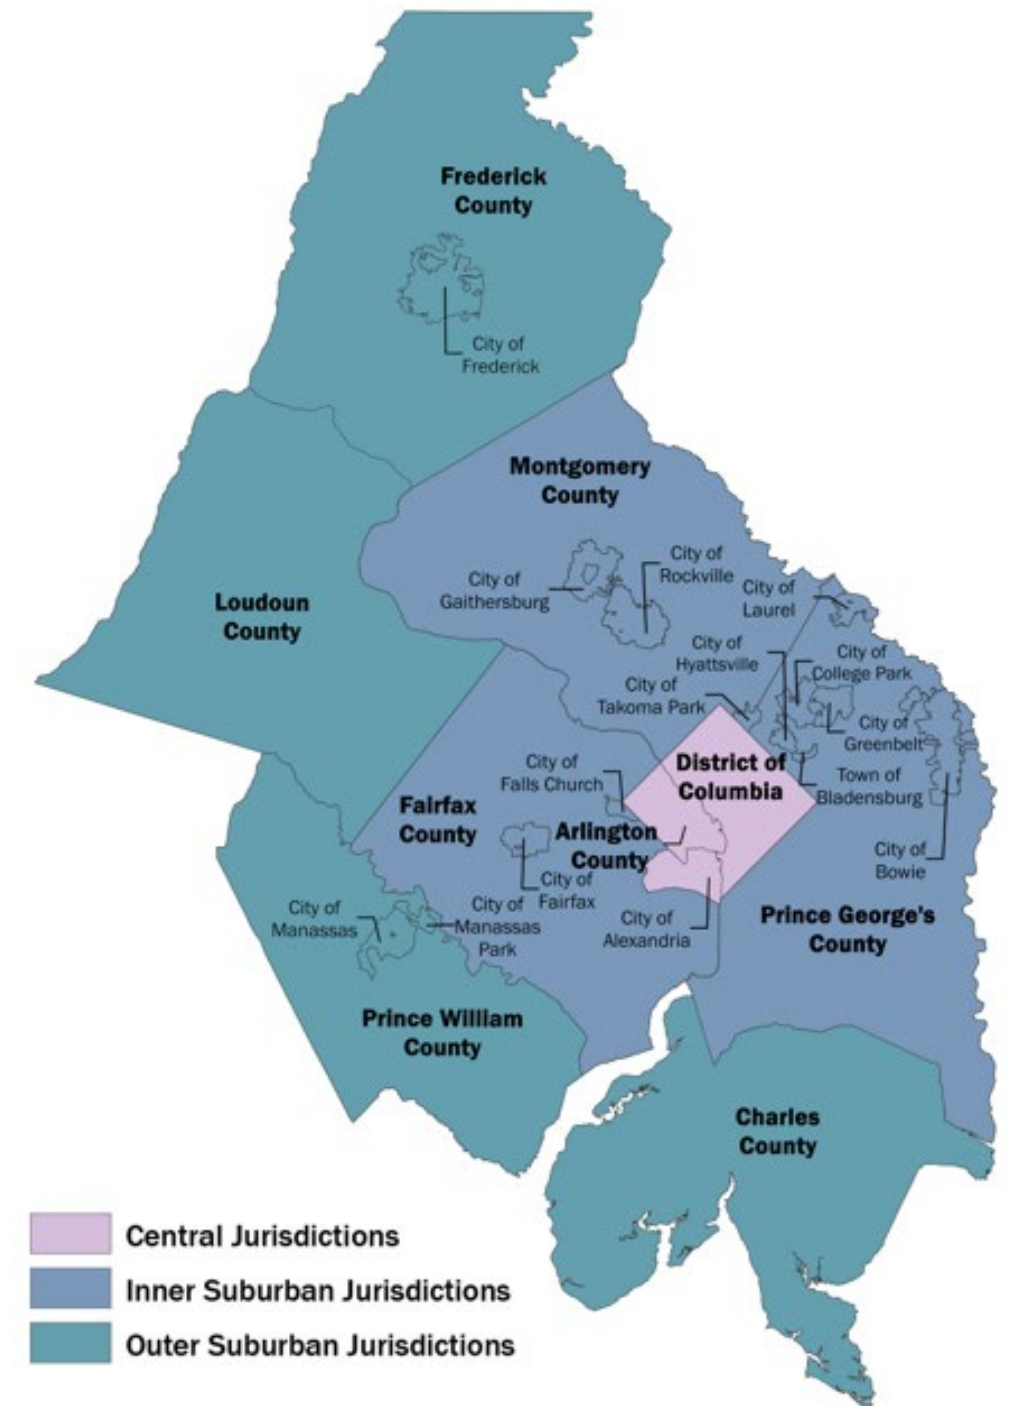 Frederick
County
City of
Frederick
Montgomery
County
City of
Rockville
City of
Gaithersburg
City of
Laurel
Loudoun
County
City of
Hyattsville
City of
College Park
City of
Takoma Park
City of
Greenbelt
District of
Columbia
City of
Falls Church
Town of
Bladensburg
Fairfax
County
Arlington
County
City of
Bowie
City of
Fairfax
City of
Manassas
City of
Manassas
Park
City of
Alexandria
Prince George's
County
Prince William
County
Charles
County
Central Jurisdictions
Inner Suburban Jurisdictions
Outer Suburban Jurisdictions